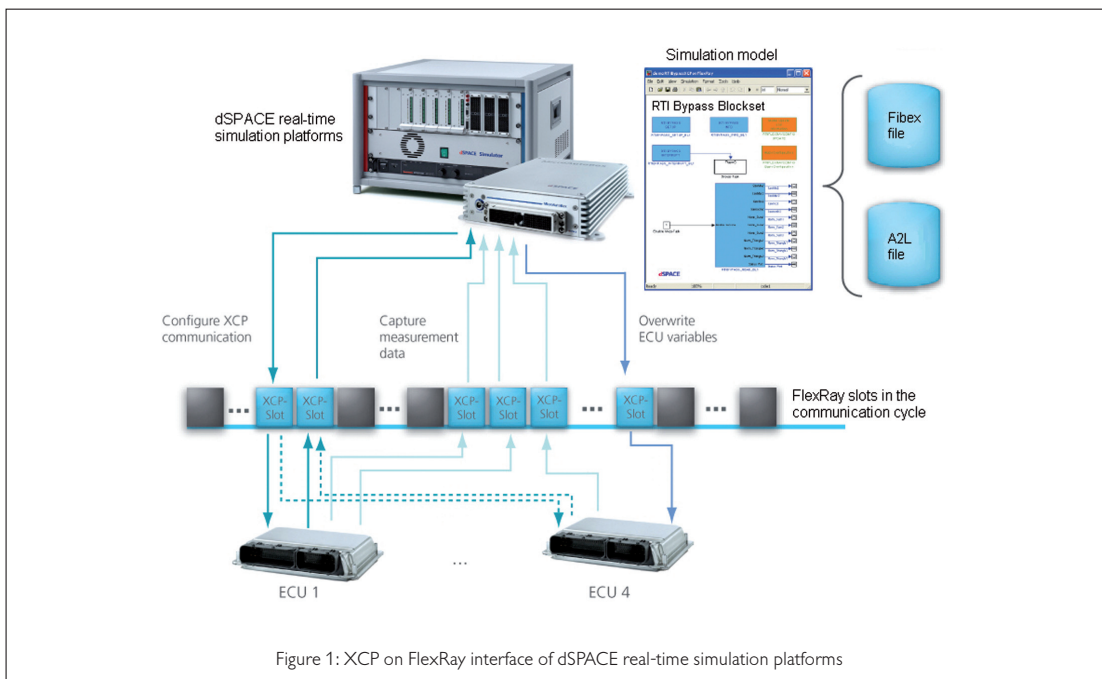 Simulation model
dSPACE real-time
simulation platforms
dSPACE Simulator
RTI Bypass Blockset
dSPACE
Fibex
file
A2L
file
Configure XCP
communication
Capture
measurement
data
Overwrite
ECU variables
XCP-
Slot
XCP-
Slot
XCP-
Slot
XCP-
Slot
XCP-
Slot
XCP-
Slot
FlexRay slots in the
communication cycle
ECU 1
...
ECU 4
Figure 1: XCP on FlexRay interface of dSPACE real-time simulation platforms